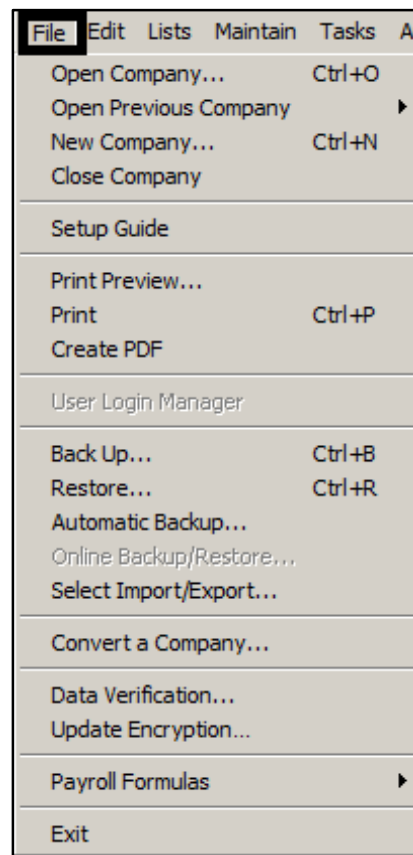 File Edit Lists Maintain Tasks A
Open Company... Ctrl+O
Open Previous Company
New Company... Ctrl+N
Close Company
Setup Guide
Print Preview...
Print Ctrl+P
Create PDF
User Login Manager
Back Up... Ctrl+B
Restore... Ctrl+R
Automatic Backup...
Online Backup/Restore...
Select Import/Export...
Convert a Company...
Data Verification...
Update Encryption...
Payroll Formulas
Exit